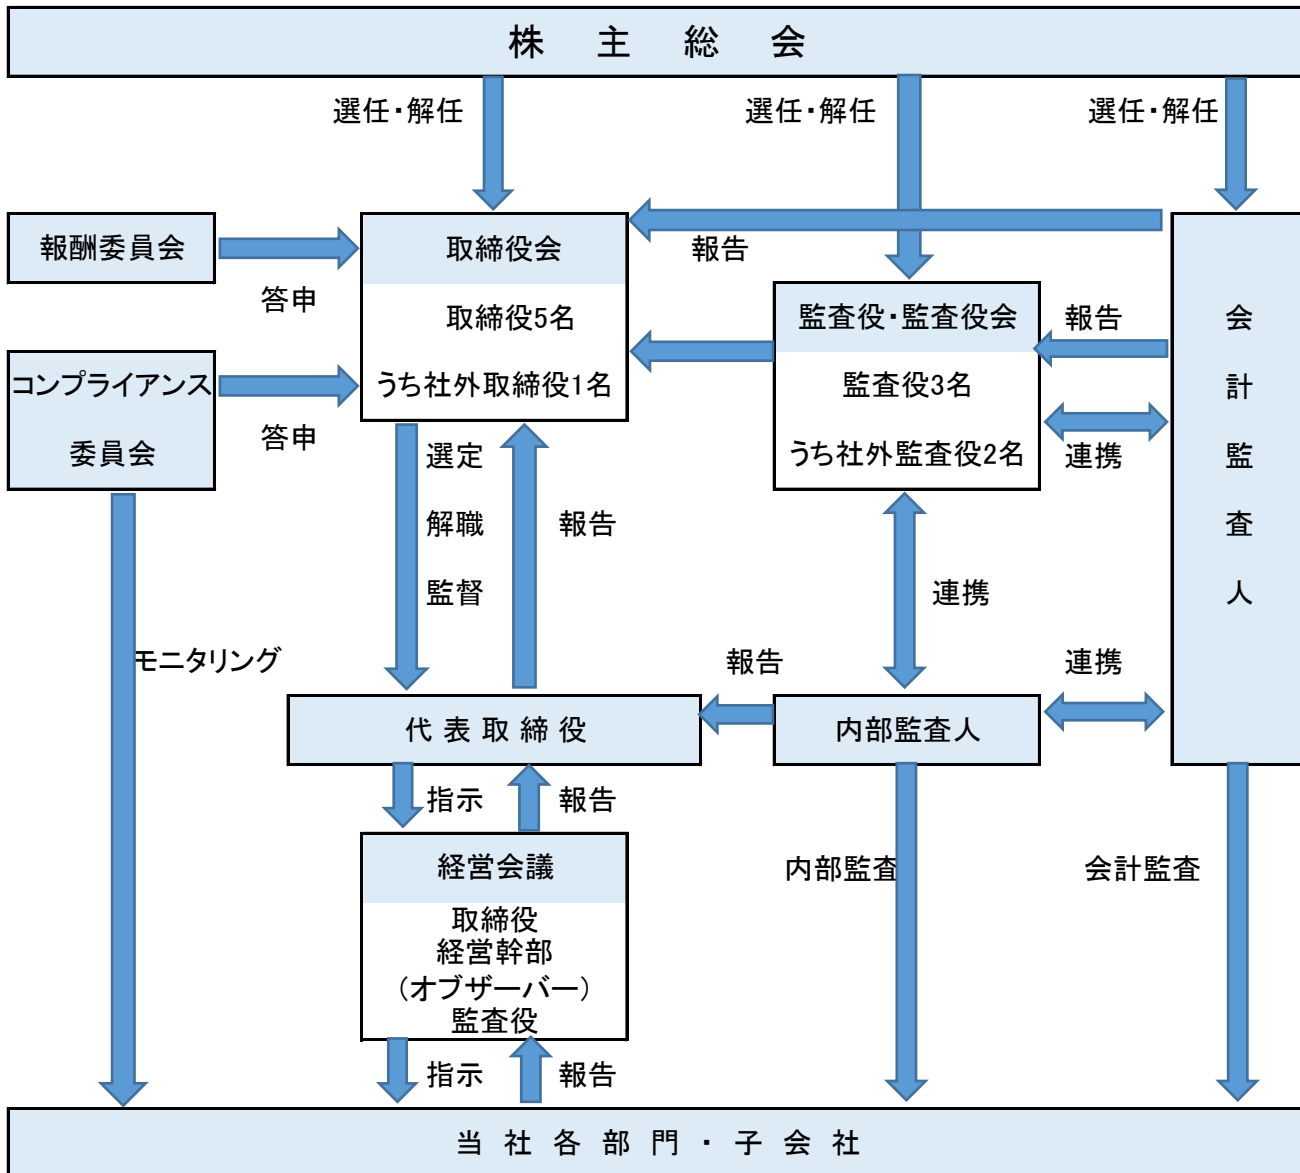 株主総会
選任・解任
選任・解任
選任・解任
報酬委員会
答申
取締役会
取締役5名
うち社外取締役1名
報告
監査役・監査役会
監査役3名
うち社外監査役2名
報告
連携
会計監査人
コンプライアンス
委員会
答申
選定
解職
監督
報告
連携
モニタリング
報告
連携
代表取締役
内部監査人
指示
報告
経営会議
取締役
経営幹部
(オブザーバー)
監査役
内部監査
会計監査
指示
報告
当社各部門・子会社